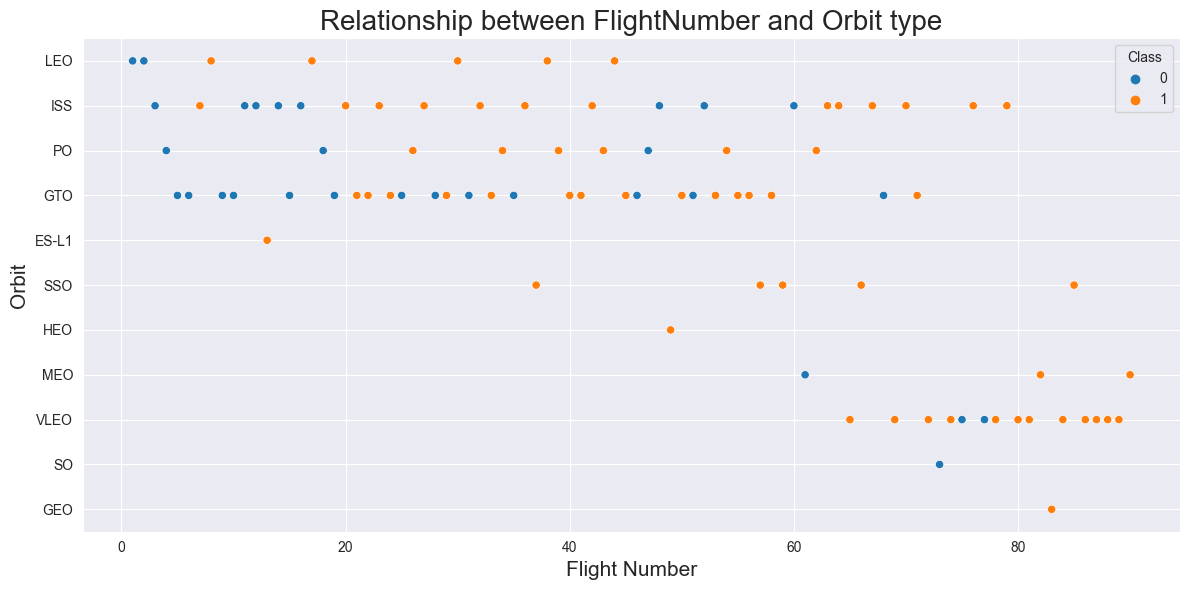 Relationship between FlightNumber and Orbit type
Class
0
1
LEO
ISS
PO
GTO
ES-L1
SSO
HEO
MEO
VLEO
SO
GEO
Orbit
0 20 40 60 80
Flight Number